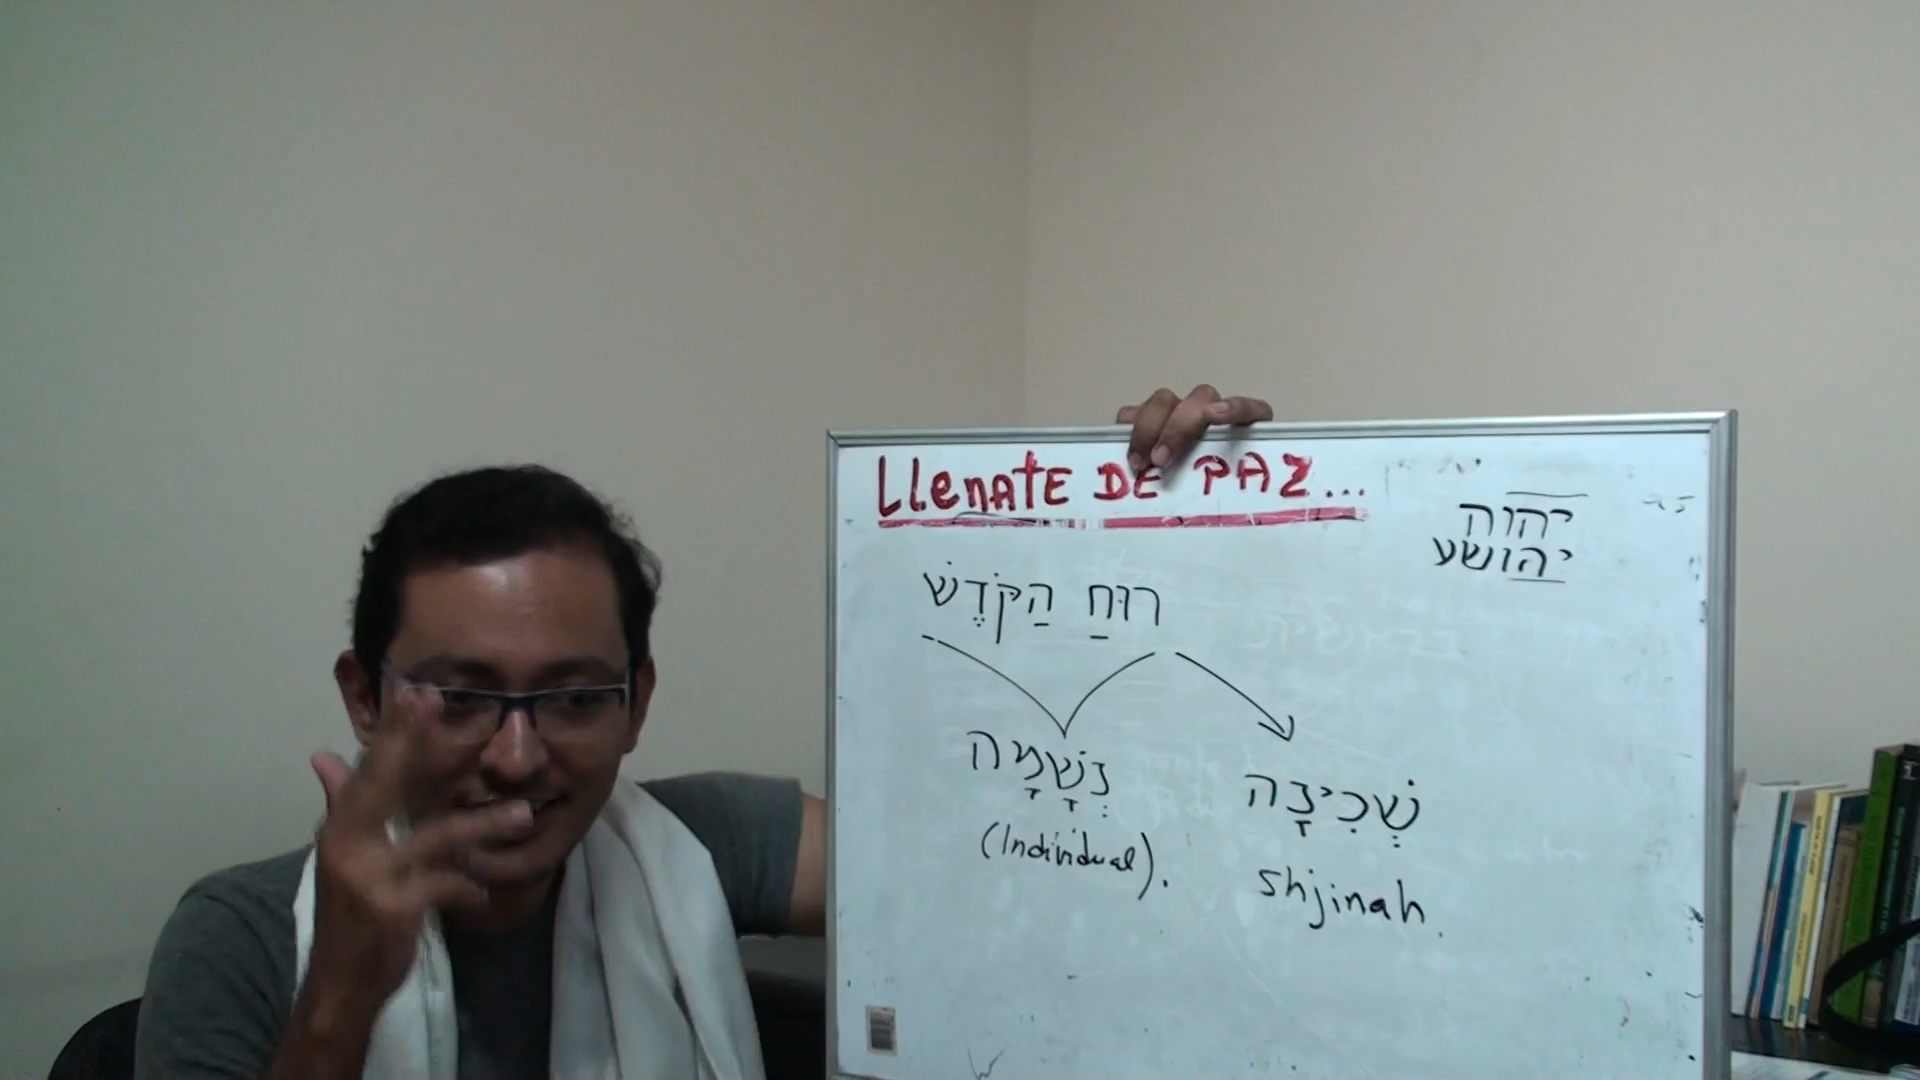 LLenATE DE PAZ...
יהוה
יהושע
רוּחַ הַקֹּדֶשׁ
נְשָׁמָה
שְׁכִינָה
(Individual).
Shjinah.